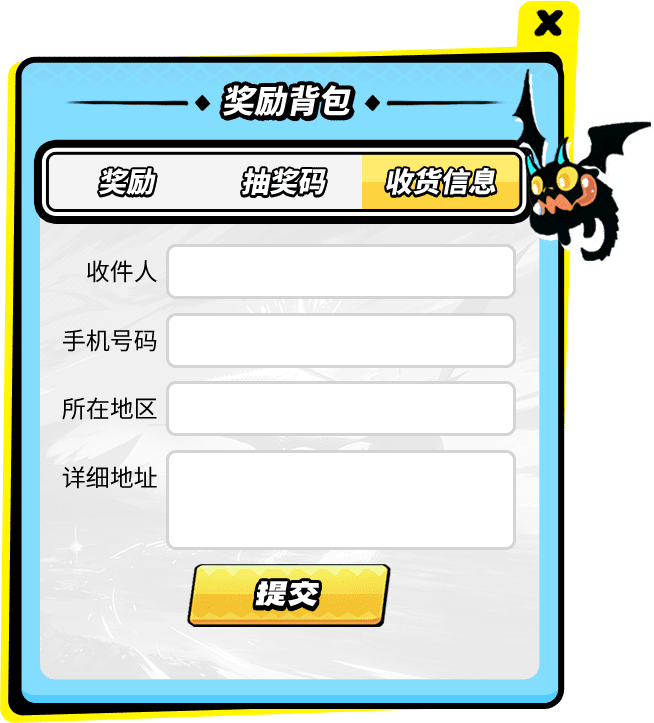 奖励背包
奖励 抽奖码 收货信息
收件人
手机号码
所在地区
详细地址
提交